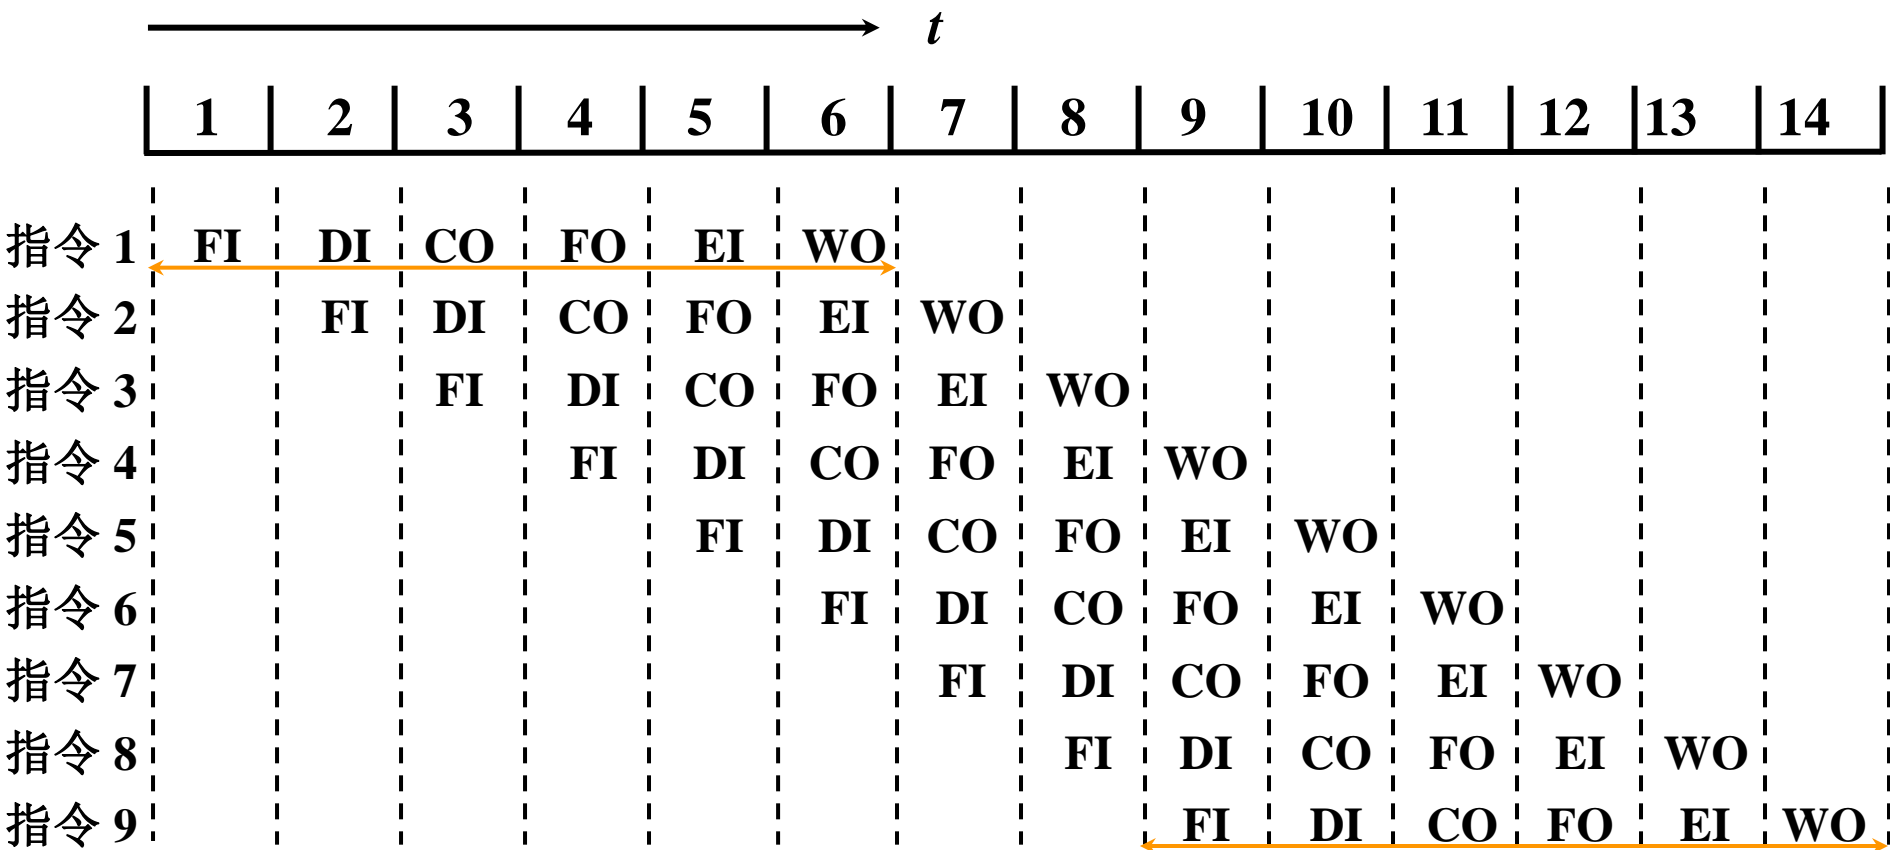 t
1 2 3 4 5 6 7 8 9 10 11 12 13 14
指令 1 FI DI CO FO EI WO
指令 2 FI DI CO FO EI WO
指令 3 FI DI CO FO EI WO
指令 4 FI DI CO FO EI WO
指令 5 FI DI CO FO EI WO
指令 6 FI DI CO FO EI WO
指令 7 FI DI CO FO EI WO
指令 8 FI DI CO FO EI WO
指令 9 FI DI CO FO EI WO